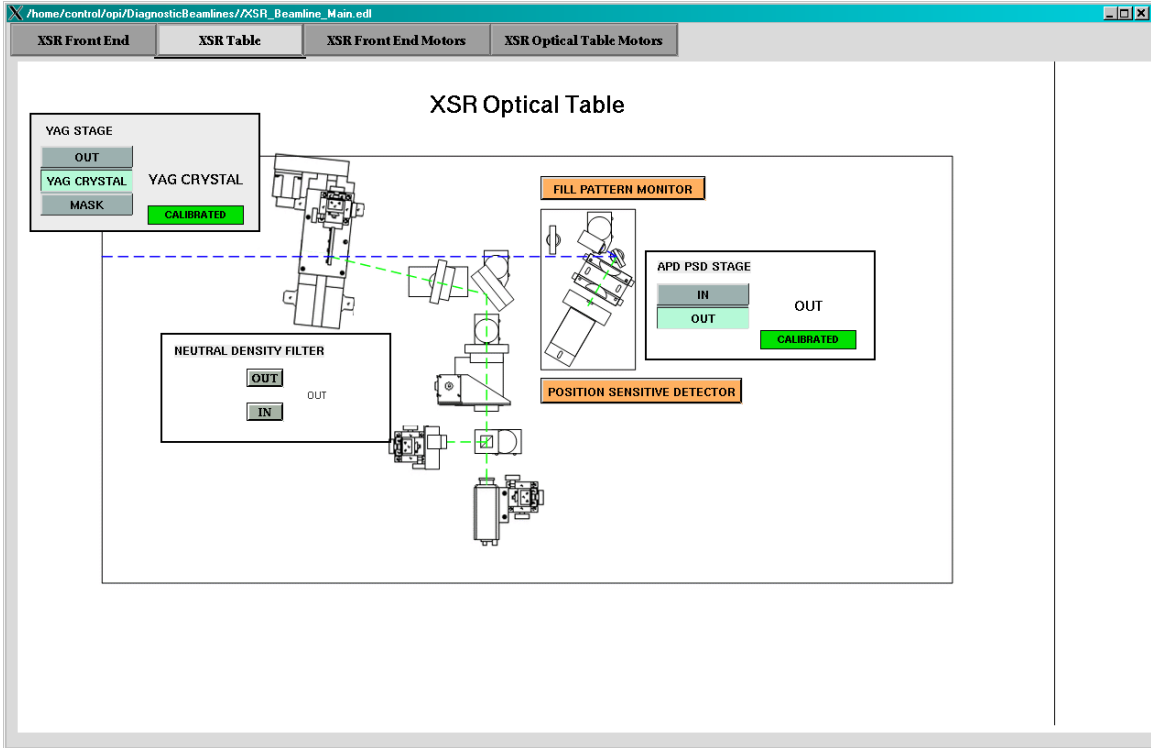 /home/control/opi/DiagnosticBeamlines//XSR_Beamline_Main.edl
XSR Front End
XSR Table
XSR Front End Motors
XSR Optical Table Motors
XSR Optical Table
YAG STAGE
OUT
YAG CRYSTAL
YAG CRYSTAL
MASK
CALIBRATED
FILL PATTERN MONITOR
APD PSD STAGE
IN
OUT
OUT
CALIBRATED
NEUTRAL DENSITY FILTER
OUT
OUT
IN
POSITION SENSITIVE DETECTOR